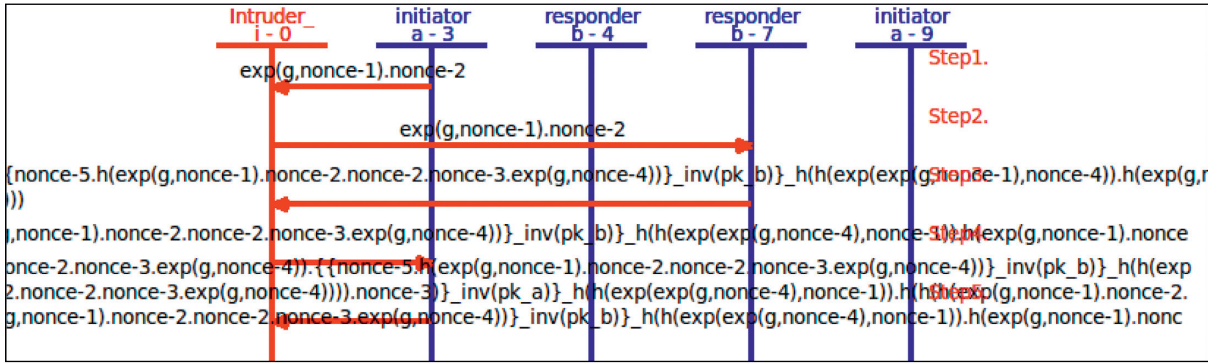 Intruder_ initiator responder responder initiator
i - 0 a - 3 b - 4 b - 7 a - 9
Step1.
exp(g,nonce-1).nonce-2
Step2.
exp(g,nonce-1).nonce-2
{nonce-5.h(exp(g,nonce-1).nonce-2.nonce-2.nonce-3.exp(g,nonce-4))}_inv(pk_b)}_h(h(exp(exp(g,nonce-1),nonce-4)).h(exp(g,n
Step3.
)))
g,nonce-1).nonce-2.nonce-2.nonce-3.exp(g,nonce-4))}_inv(pk_b)}_h(h(exp(exp(g,nonce-4),nonce-1)).h(exp(g,nonce-1).nonce
Step4.
once-2.nonce-3.exp(g,nonce-4)).{{nonce-5.h(exp(g,nonce-1).nonce-2.nonce-2.nonce-3.exp(g,nonce-4))}_inv(pk_b)}_h(h(exp
2.nonce-2.nonce-3.exp(g,nonce-4)))).nonce-3)}_inv(pk_a)}_h(h(exp(exp(g,nonce-4),nonce-1)).h(h(exp(g,nonce-1).nonce-2.
Step5.
g,nonce-1).nonce-2.nonce-2.nonce-3.exp(g,nonce-4))}_inv(pk_b)}_h(h(exp(exp(g,nonce-4),nonce-1)).h(exp(g,nonce-1).nonc